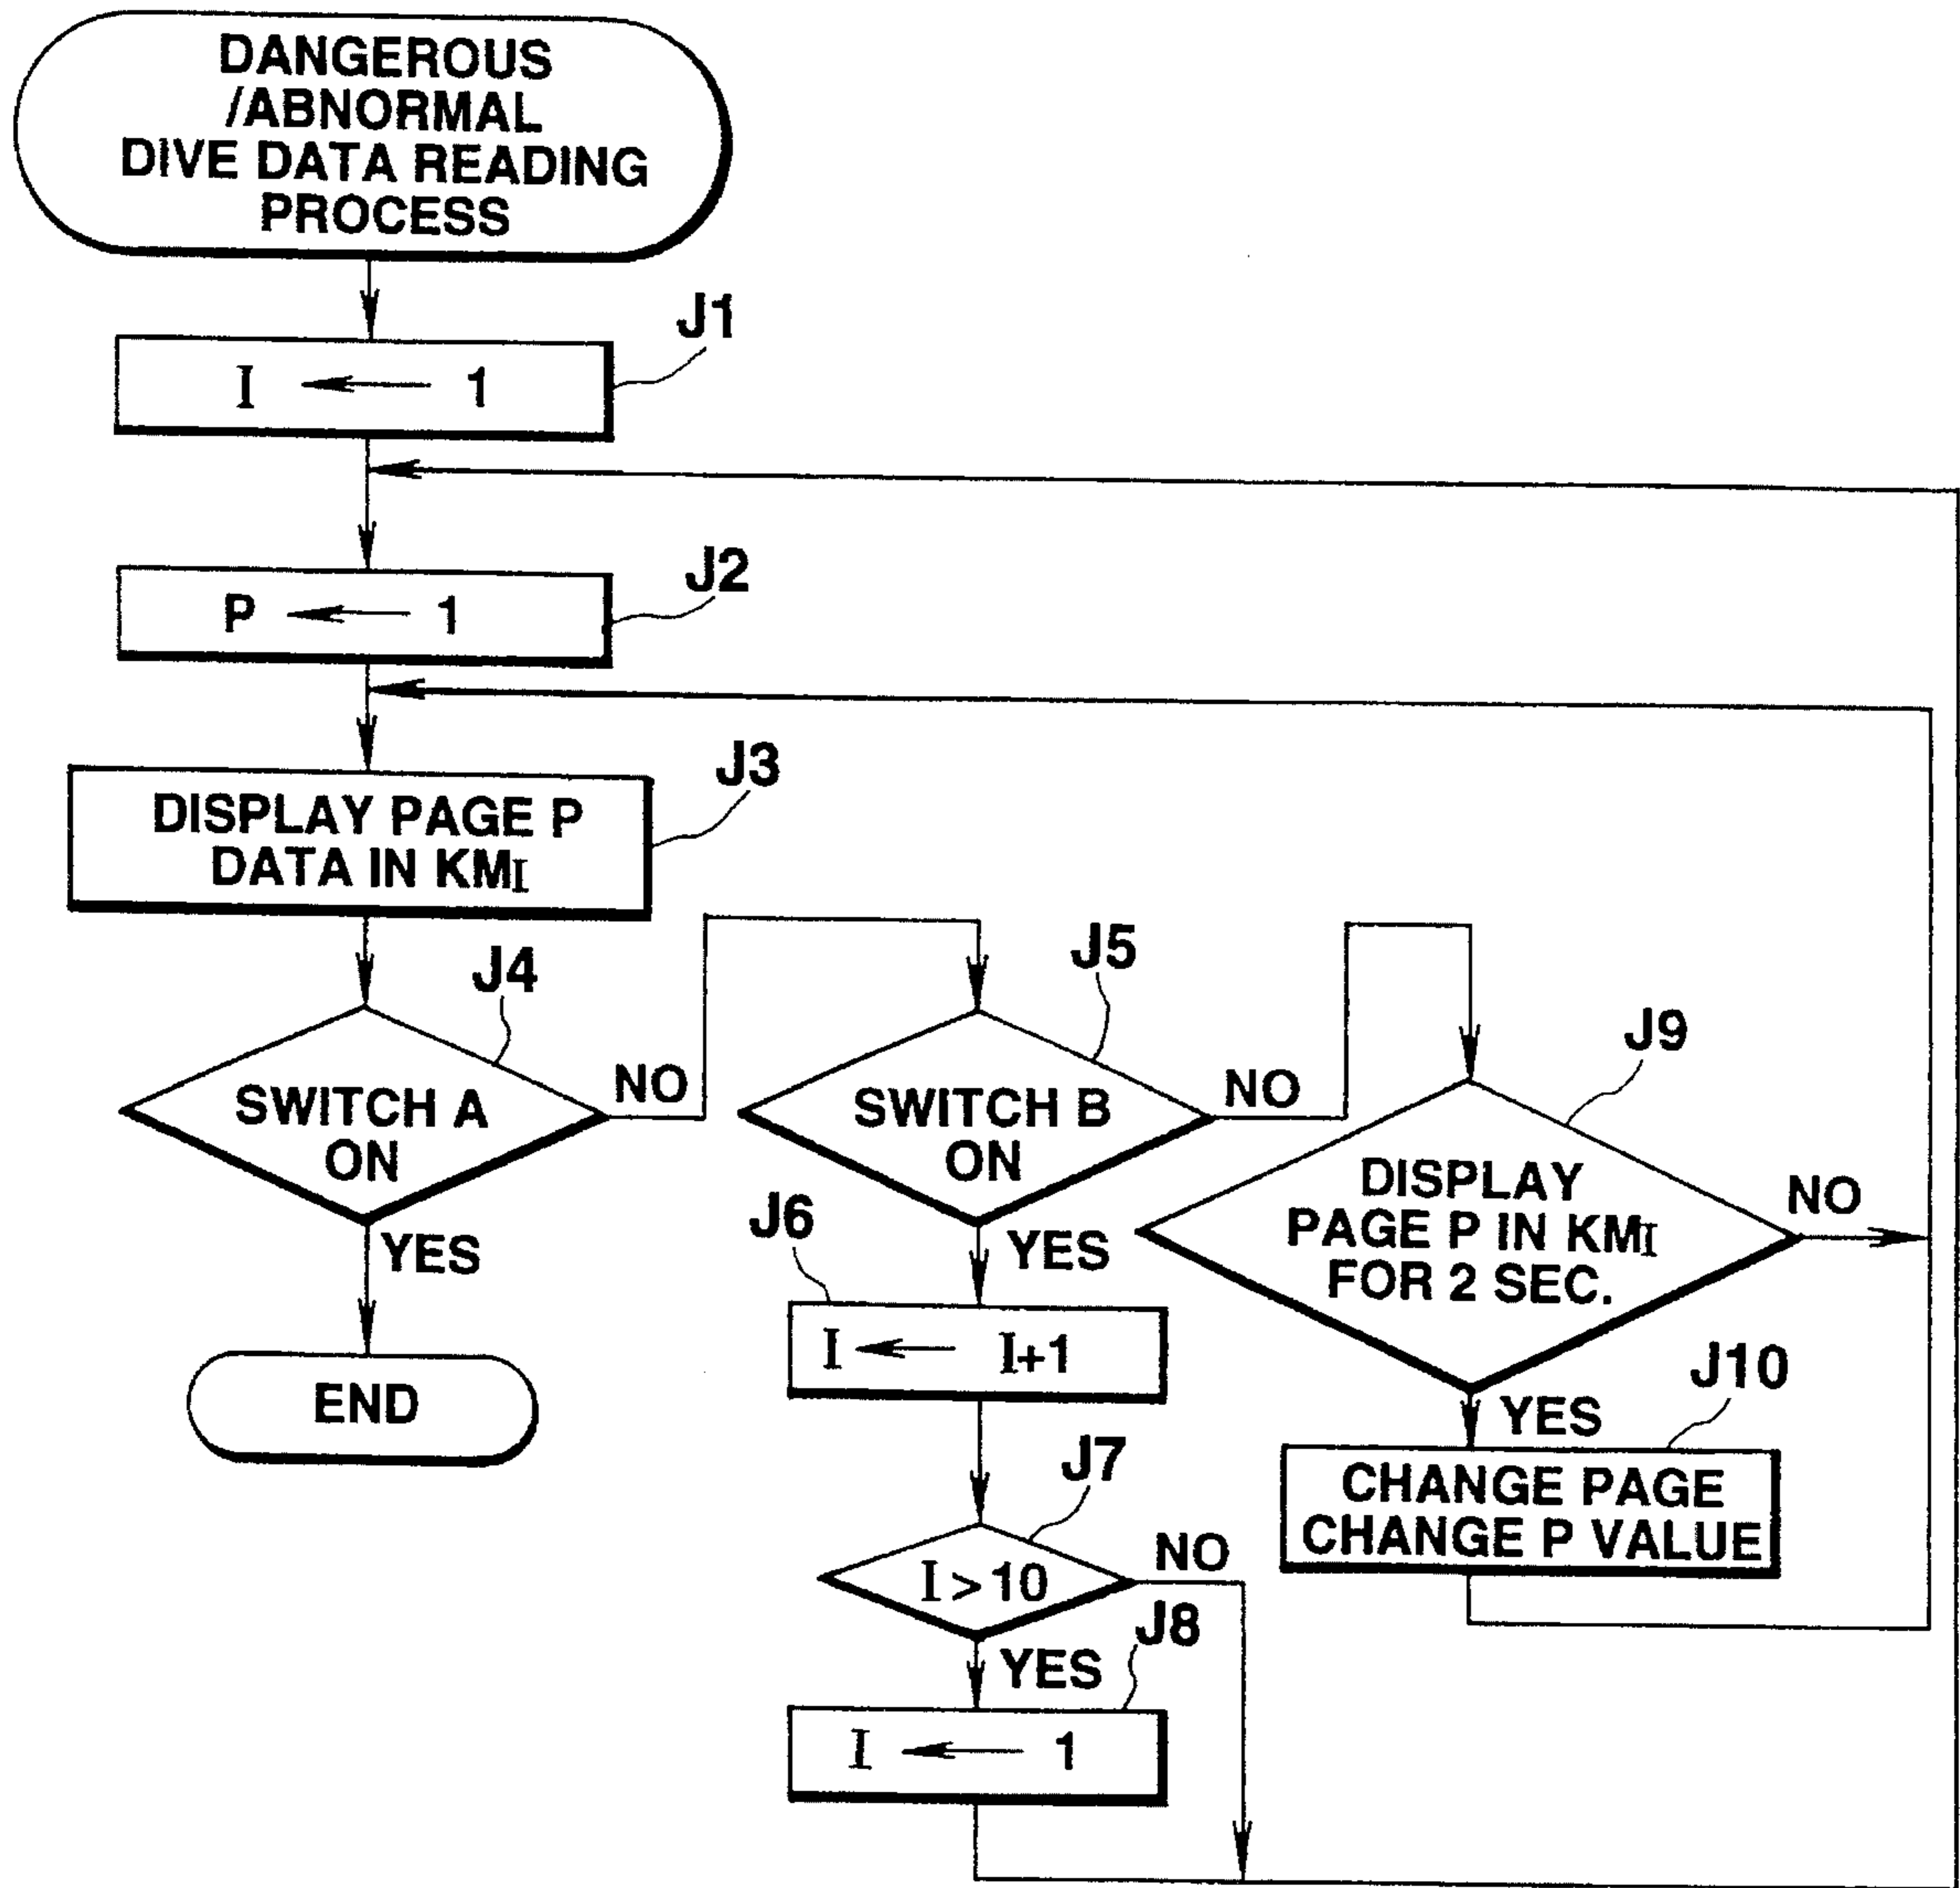 DANGEROUS
/ABNORMAL
DIVE DATA READING
PROCESS
J1
I ← 1
J2
P ← 1
J3
DISPLAY PAGE P
DATA IN KMI
J4
SWITCH A
ON
NO
YES
END
J5
SWITCH B
ON
NO
YES
J6
I ← I+1
J7
I > 10
NO
YES
J8
I ← 1
J9
DISPLAY
PAGE P IN KMI
FOR 2 SEC.
NO
YES
J10
CHANGE PAGE
CHANGE P VALUE